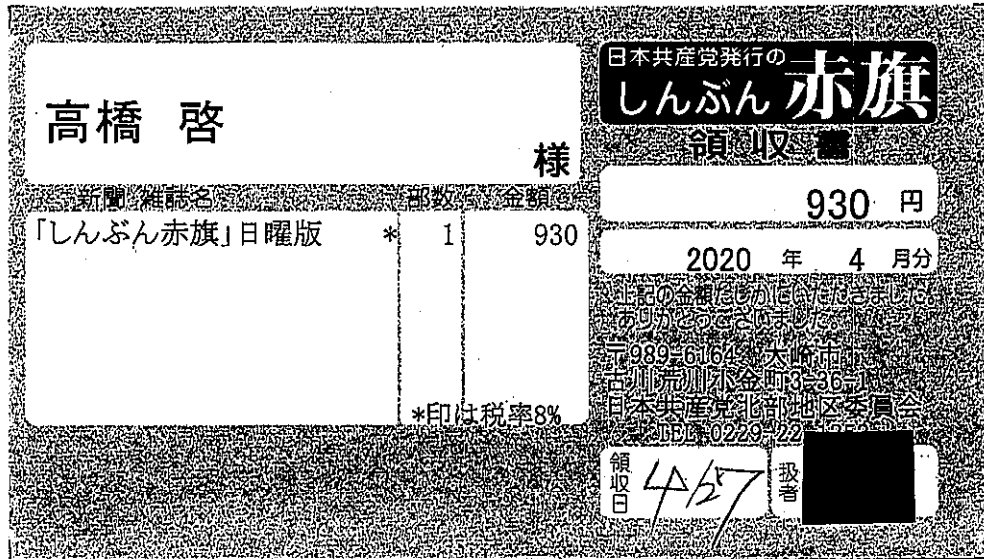 高橋 啓
様
新聞・雑誌名 部数 金額
「しんぶん赤旗」日曜版 * 1 930
*印は税率8%
日本共産党発行の
しんぶん 赤旗
領収書
930 円
2020 年 4 月分
上記の金額たしかにいただきました。
ありがとうございました。
〒989-6164 大崎市
古川荒川小金町3-36-1
日本共産党北部地区委員会
TEL 0229-22
領収日 4/27 扱者